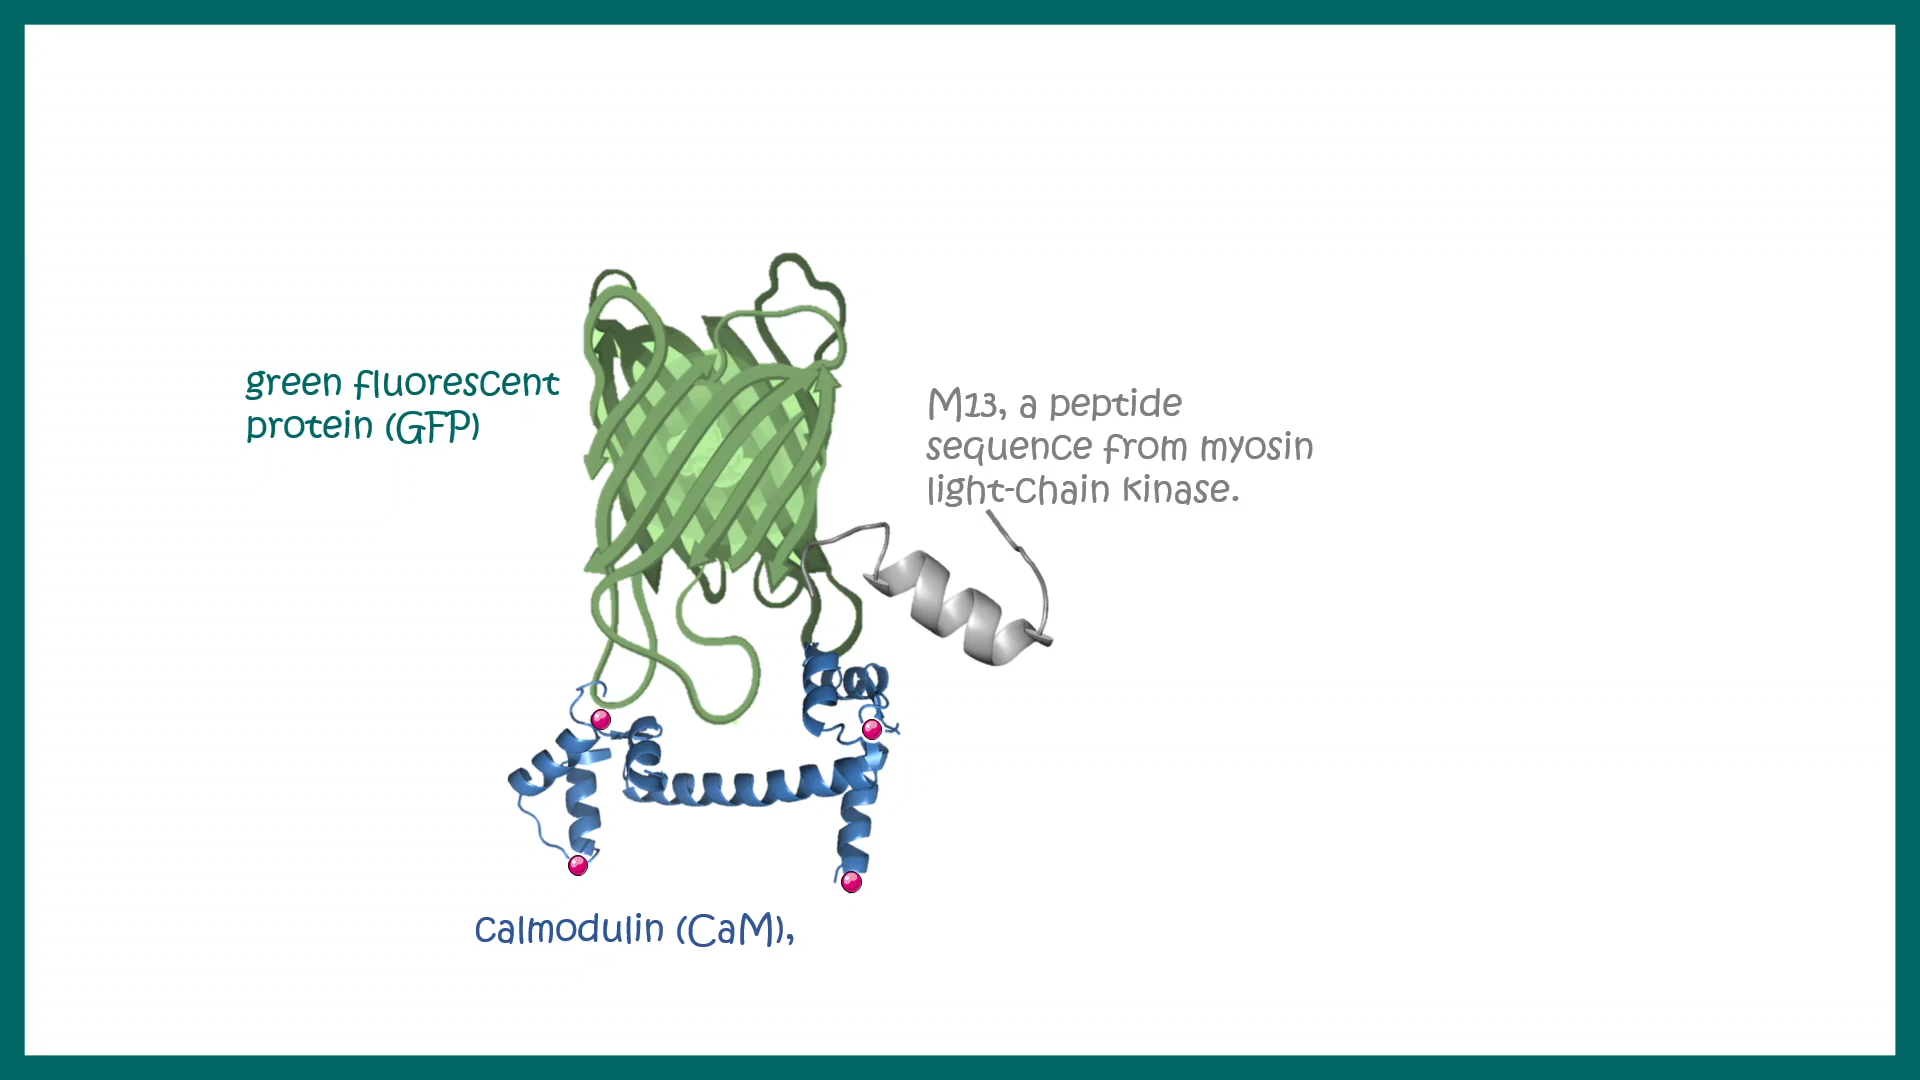 green fluorescent
protein (GFP)
M13, a peptide
sequence from myosin
light-chain kinase.
calmodulin (CaM),